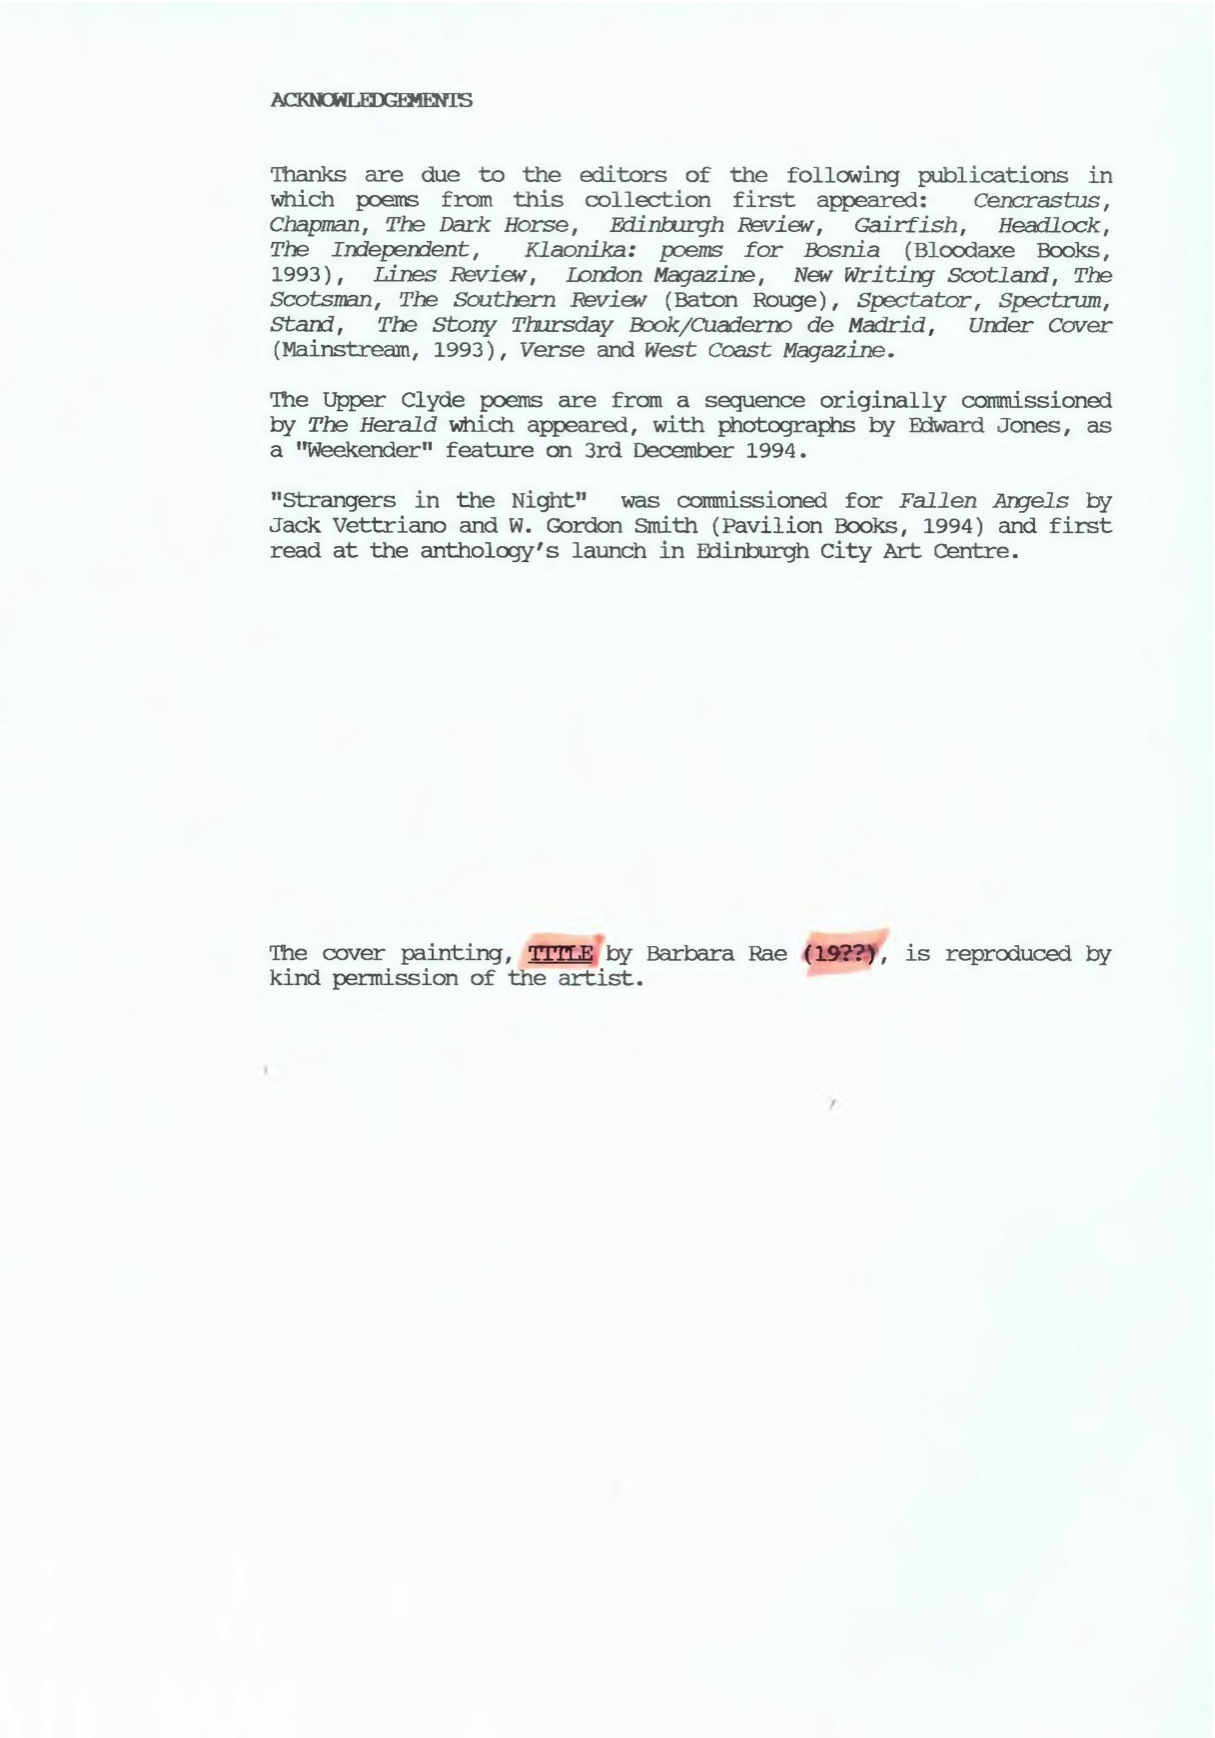 ACKNOWLEDGEMENTS
Thanks are due to the editors of the following publications in
which poems from this collection first appeared: Cencrastus,
Chapman, The Dark Horse, Edinburgh Review, Gairfish, Headlock,
The Independent, Klaonika: poems for Bosnia (Bloodaxe Books,
1993), Lines Review, London Magazine, New Writing Scotland, The
Scotsman, The Southern Review (Baton Rouge), Spectator, Spectrum,
Stand, The Stony Thursday Book/Cuaderno de Madrid, Under Cover
(Mainstream, 1993), Verse and West Coast Magazine.
The Upper Clyde poems are from a sequence originally commissioned
by The Herald which appeared, with photographs by Edward Jones, as
a "Weekender" feature on 3rd December 1994.
"Strangers in the Night" was commissioned for Fallen Angels by
Jack Vettriano and W. Gordon Smith (Pavilion Books, 1994) and first
read at the anthology's launch in Edinburgh City Art Centre.
The cover painting, TITLE by Barbara Rae (19??), is reproduced by
kind permission of the artist.